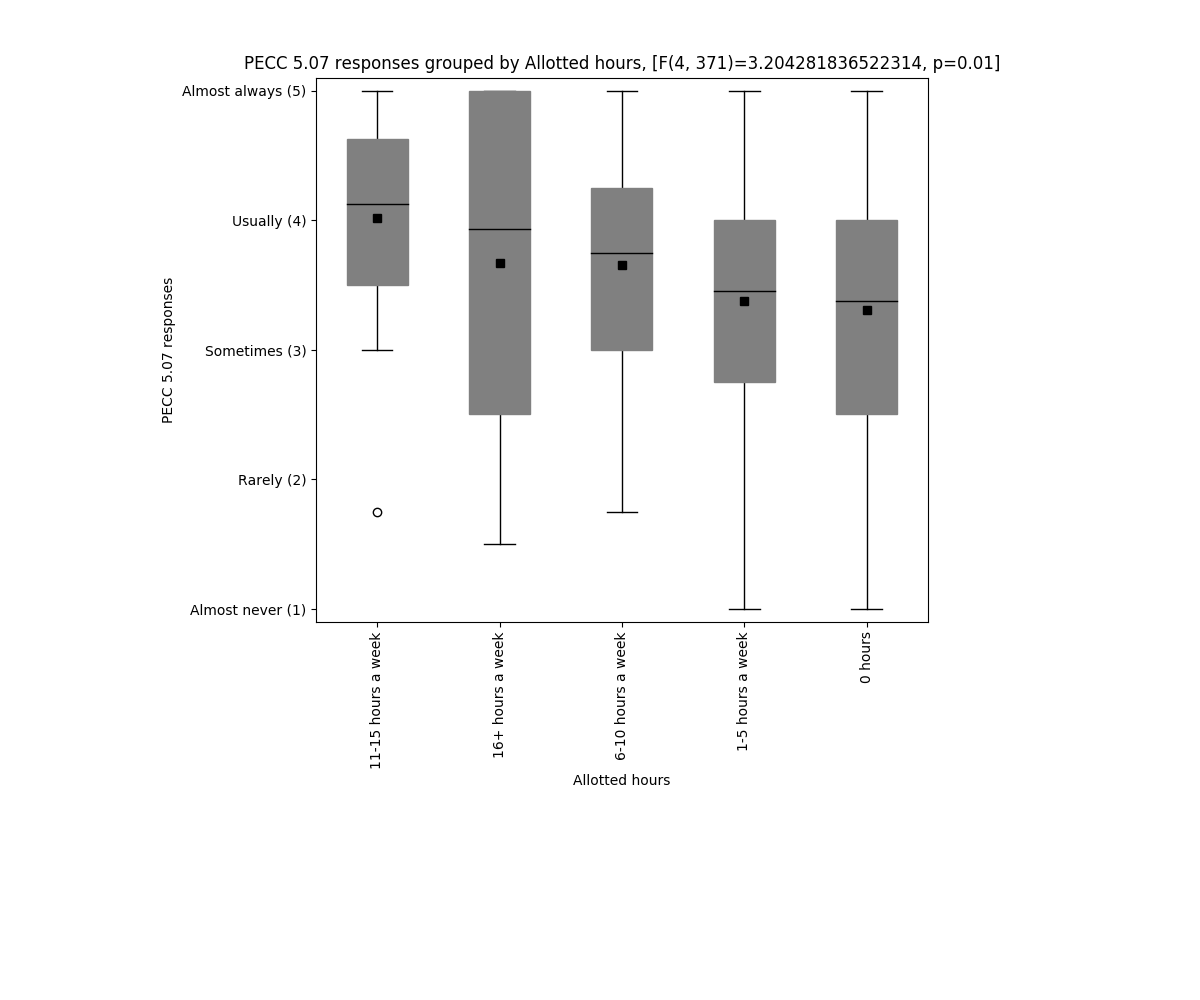 PECC 5.07 responses grouped by Allotted hours, [F(4, 371)=3.204281836522314, p=0.01]
Almost always (5)
Usually (4)
Sometimes (3)
Rarely (2)
Almost never (1)
PECC 5.07 responses
11-15 hours a week
16+ hours a week
6-10 hours a week
1-5 hours a week
0 hours
Allotted hours